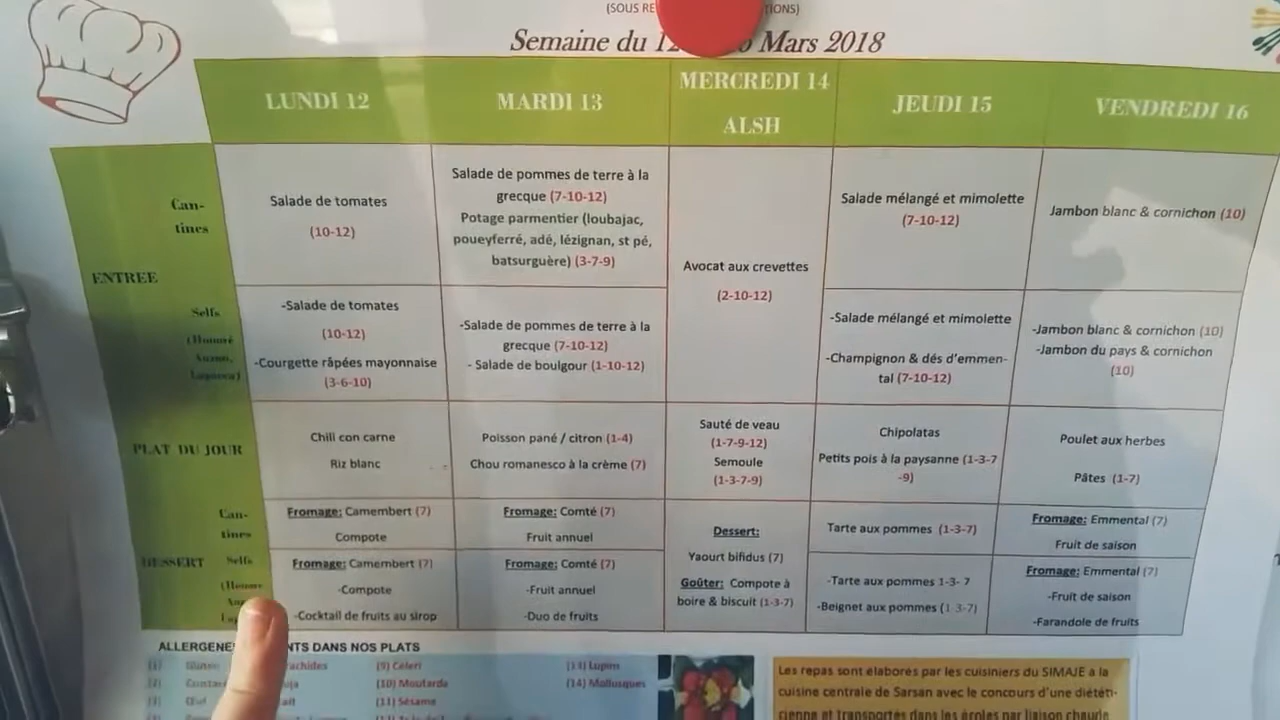 (SOUS RE TIONS)
Semaine du 12 Mars 2018
LUNDI 12
MARDI 13
MERCREDI 14
ALSH
JEUDI 15
VENDREDI 16
ENTREE
Can-
tines
Salade de tomates
(10-12)
Salade de pommes de terre à la
grecque (7-10-12)
Potage parmentier (loubajac,
poueyferré, adé, lézignan, st pé,
batsurguère) (3-7-9)
Avocat aux crevettes
(2-10-12)
Salade mélangé et mimolette
(7-10-12)
Jambon blanc & cornichon (10)
Selfs
-Salade de tomates
(10-12)
-Courgette râpées mayonnaise
(3-6-10)
-Salade de pommes de terre à la
grecque (7-10-12)
- Salade de boulgour (1-10-12)
-Salade mélangé et mimolette
-Champignon & dés d'emmen-
tal (7-10-12)
-Jambon blanc & cornichon (10)
-Jambon du pays & cornichon
(10)
PLAT DU JOUR
Chili con carne
Riz blanc
Poisson pané / citron (1-4)
Chou romanesco à la crème (7)
Sauté de veau
(1-7-9-12)
Semoule
(1-3-7-9)
Chipolatas
Petits pois à la paysanne (1-3-7
-9)
Poulet aux herbes
Pâtes (1-7)
DESSERT
Can-
tines
Fromage: Camembert (7)
Compote
Fromage: Comté (7)
Fruit annuel
Dessert:
Yaourt bifidus (7)
Goûter: Compote à
boire & biscuit (1-3-7)
Tarte aux pommes (1-3-7)
Fromage: Emmental (7)
Fruit de saison
Selfs
Fromage: Camembert (7)
-Compote
-Cocktail de fruits au sirop
Fromage: Comté (7)
-Fruit annuel
-Duo de fruits
-Tarte aux pommes 1-3- 7
-Beignet aux pommes (1-3-7)
Fromage: Emmental (7)
-Fruit de saison
-Farandole de fruits
ALLERGENE NTS DANS NOS PLATS
(9) Céleri
(10) Moutarde
(11) Sésame
(13) Lupins
(14) Mollusques
Les repas sont élaborés par les cuisiniers du SIMAJE à la
cuisine centrale de Sarsan avec le concours d'une diététi-
cienne et transportés dans les écoles par liaison chaude